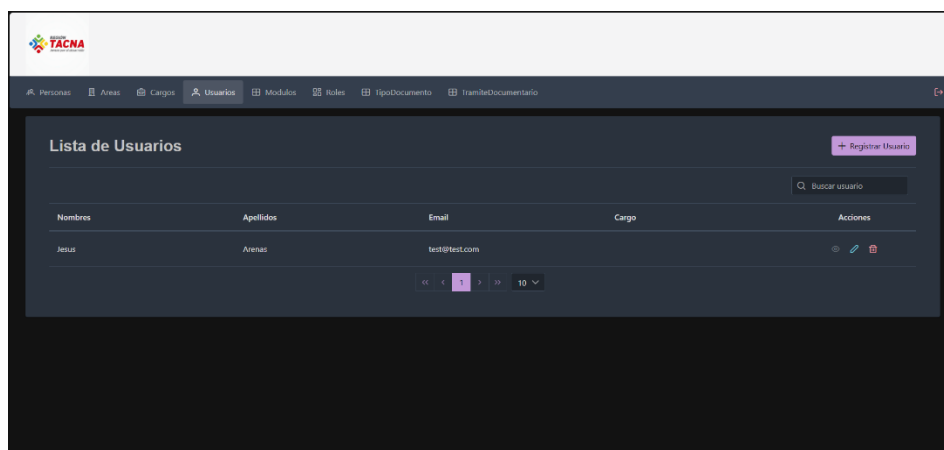 REGIÓN
TACNA
Personas Areas Cargos Usuarios Modulos Roles TipoDocumento TramiteDocumentario
Lista de Usuarios
+ Registrar Usuario
Buscar usuario
Nombres Apellidos Email Cargo Acciones
Jesus Arenas test@test.com
<< < 1 > >> 10